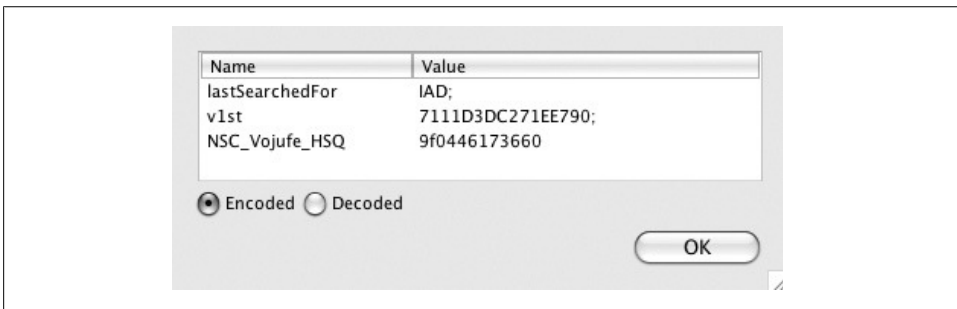 Name Value
lastSearchedFor IAD;
v1st 7111D3DC271EE790;
NSC_Vojufe_HSQ 9f0446173660
Encoded Decoded
OK